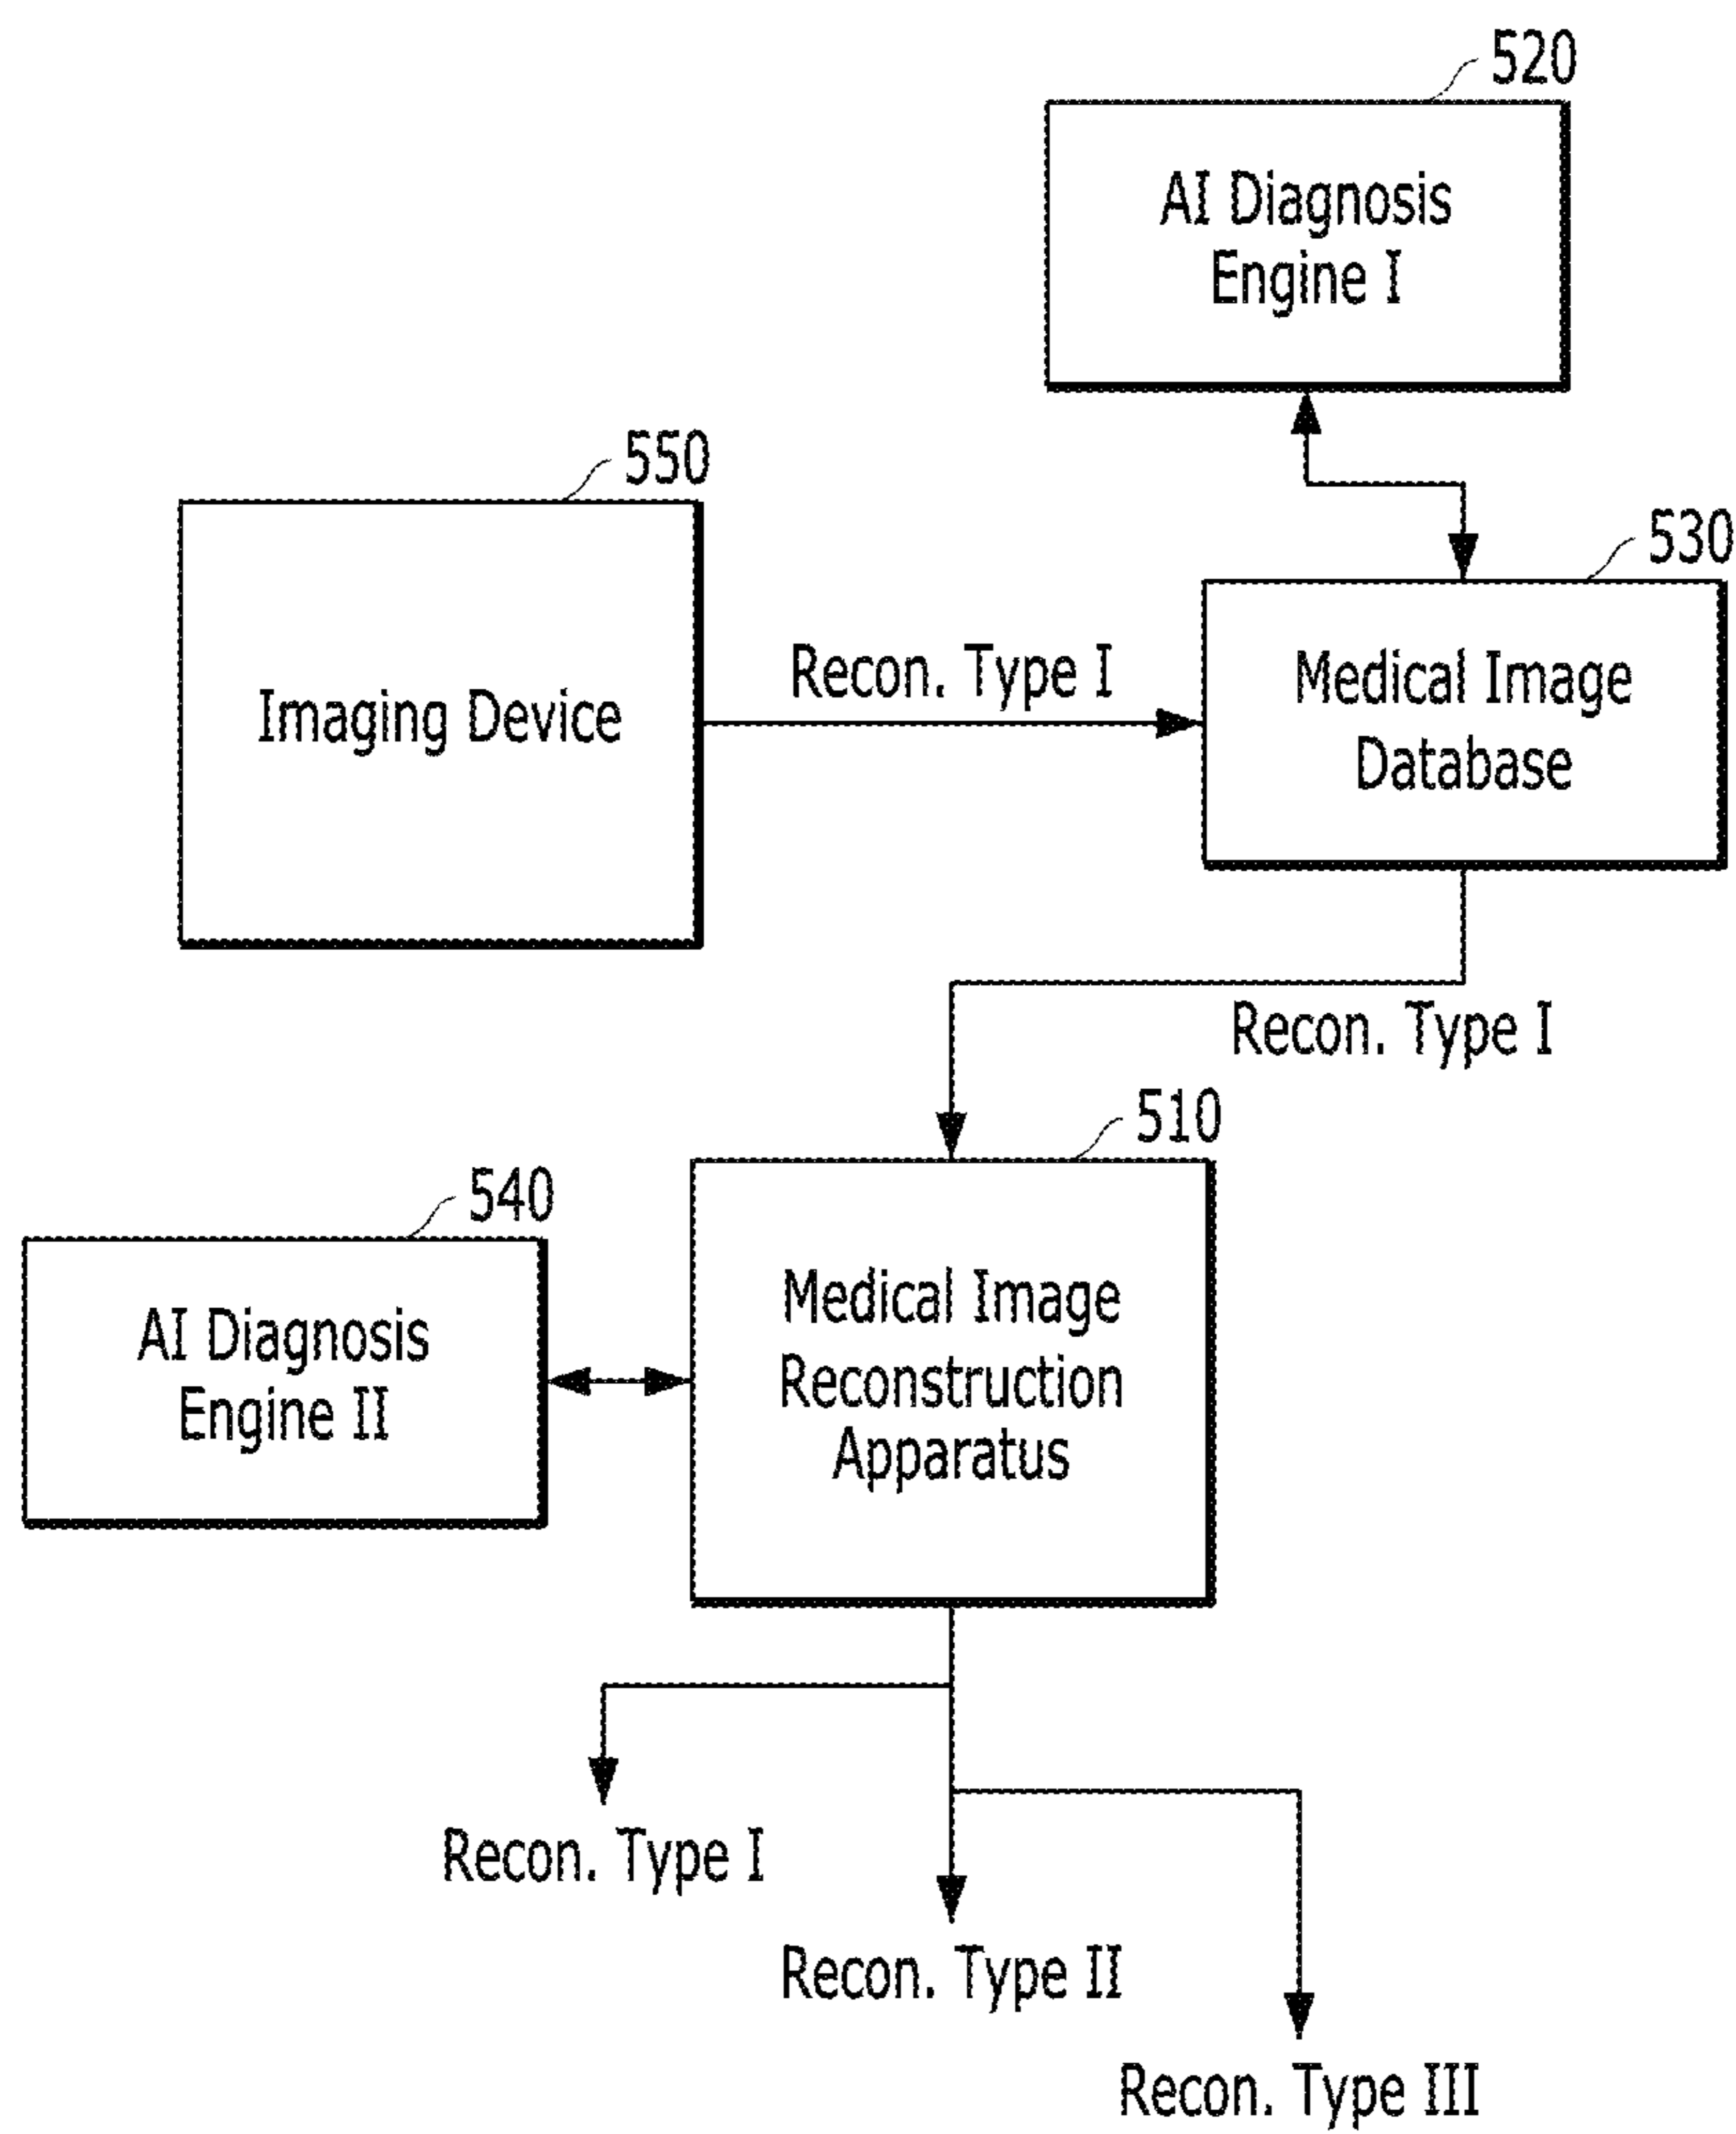 520
AI Diagnosis
Engine I
550
Imaging Device
Recon. Type I
530
Medical Image
Database
Recon. Type I
510
Medical Image
Reconstruction
Apparatus
540
AI Diagnosis
Engine II
Recon. Type I
Recon. Type II
Recon. Type III